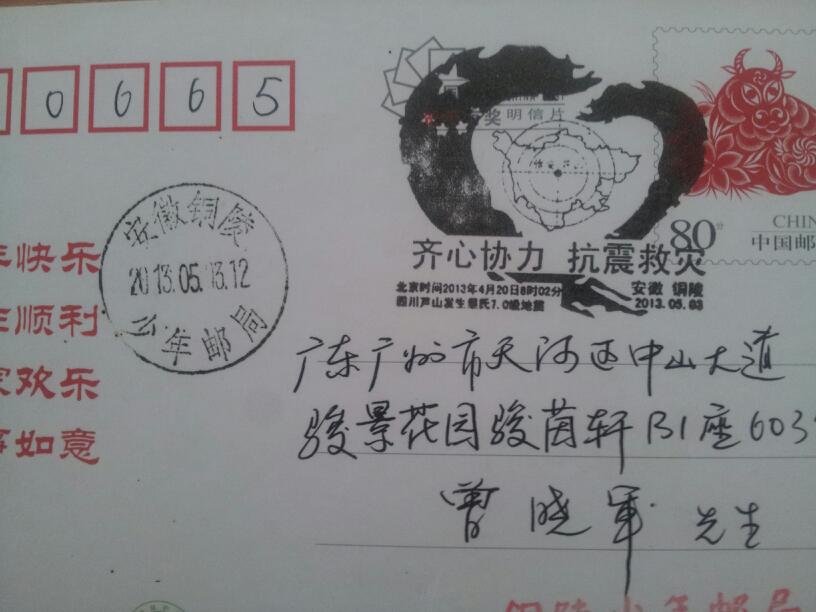 0665
奖 明信片
80分
CHIN
中国邮
齐心协力 抗震救灾
北京时间2013年4月20日8时02分
四川芦山发生里氏7.0级地震
安徽 铜陵
2013.05.03
安徽铜陵
2013.05.13.12
少年邮局
快乐
顺利
欢乐
如意
广东广州市天河区中山大道
骏景花园骏茵轩B1座603
曾晓军 先生